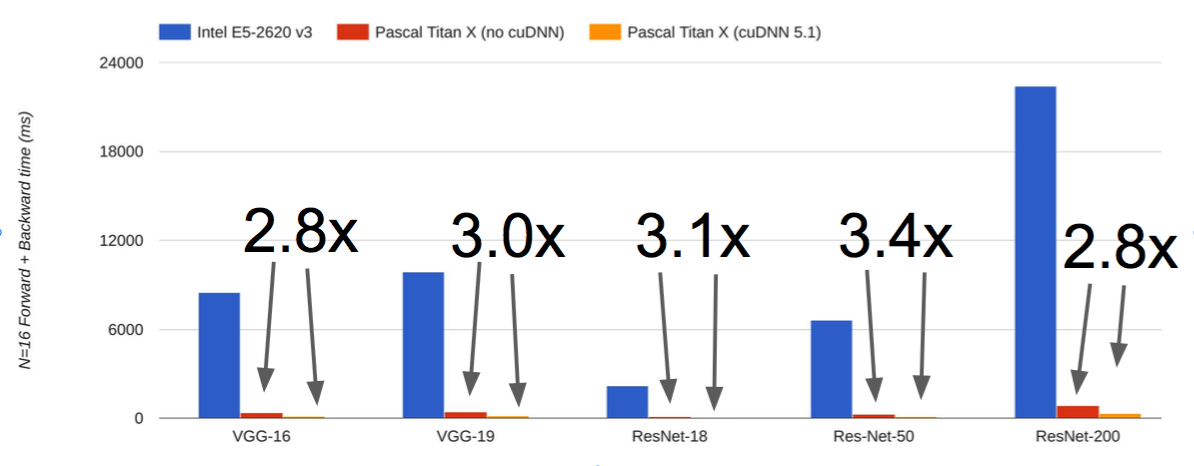 Intel E5-2620 v3 Pascal Titan X (no cuDNN) Pascal Titan X (cuDNN 5.1)
N=16 Forward + Backward time (ms)
24000
18000
12000
6000
0
2.8x 3.0x 3.1x 3.4x 2.8x
VGG-16 VGG-19 ResNet-18 Res-Net-50 ResNet-200